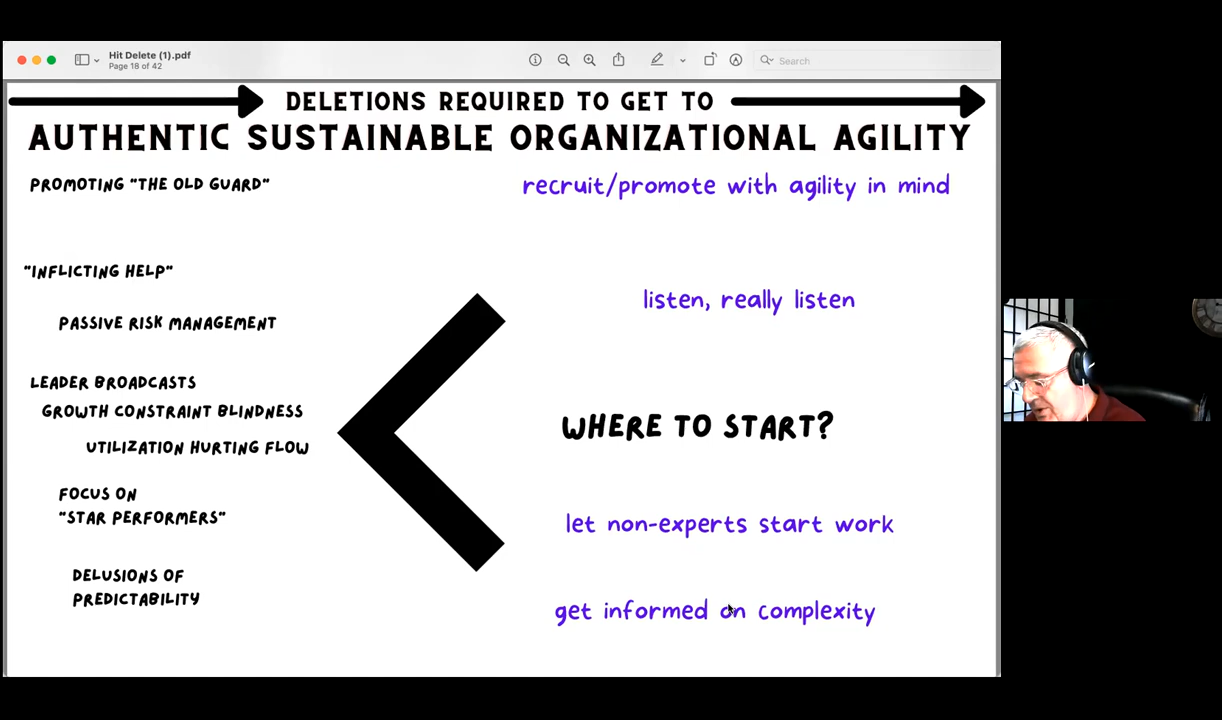 Hit Delete (1).pdf
Page 18 of 42
Search
DELETIONS REQUIRED TO GET TO
AUTHENTIC SUSTAINABLE ORGANIZATIONAL AGILITY
PROMOTING "THE OLD GUARD"
recruit/promote with agility in mind
"INFLICTING HELP"
listen, really listen
PASSIVE RISK MANAGEMENT
LEADER BROADCASTS
GROWTH CONSTRAINT BLINDNESS
WHERE TO START?
UTILIZATION HURTING FLOW
FOCUS ON
"STAR PERFORMERS"
let non-experts start work
DELUSIONS OF
PREDICTABILITY
get informed on complexity